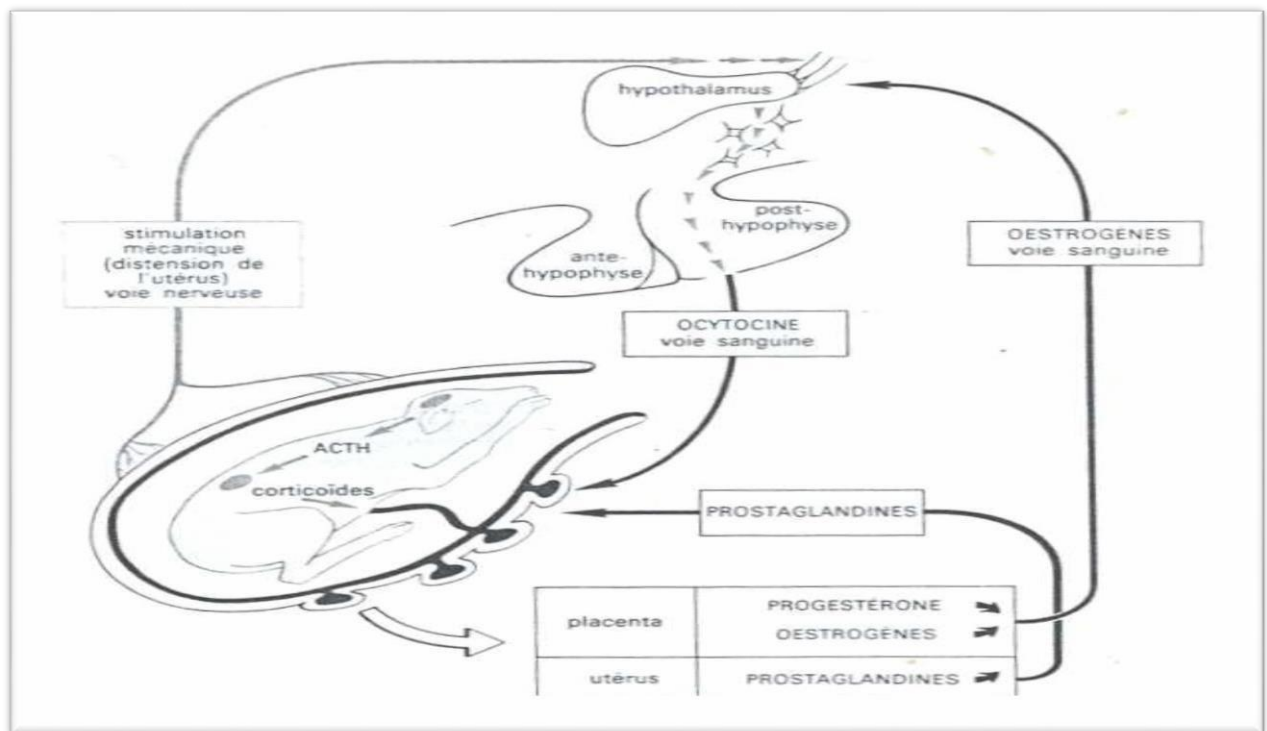 hypothalamus
stimulation
mécanique
(distension de
l'utérus)
voie nerveuse
post-
hypophyse
ante-
hypophyse
OESTROGÈNES
voie sanguine
OCYTOCINE
voie sanguine
ACTH
corticoïdes
PROSTAGLANDINES
placenta
PROGESTÉRONE
OESTROGÈNES
utérus
PROSTAGLANDINES